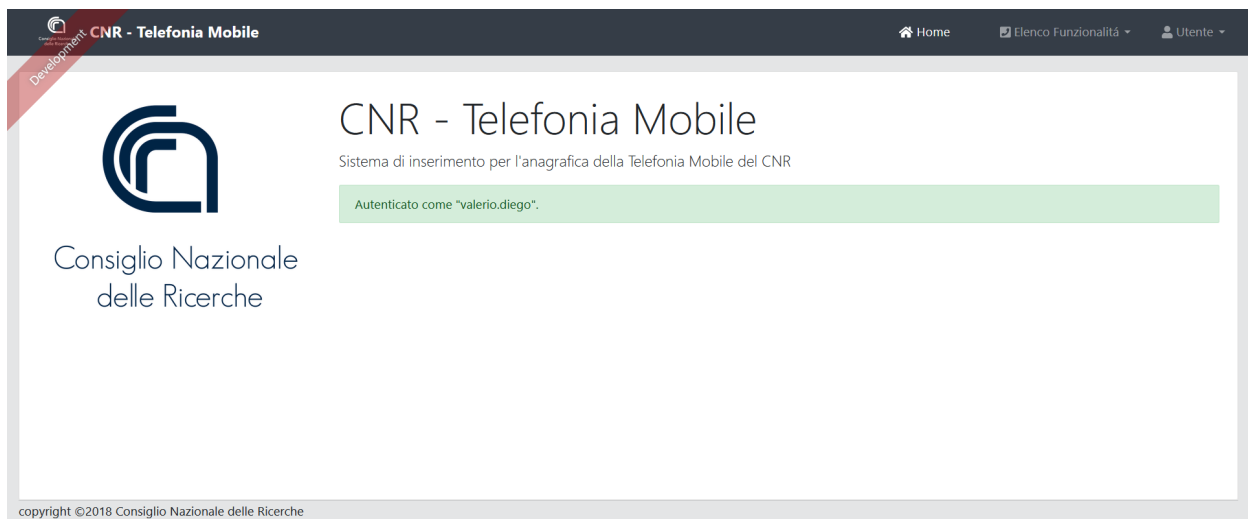 CNR - Telefonia Mobile
Home
Elenco Funzionalitá
Utente
Development
CNR - Telefonia Mobile
Sistema di inserimento per l'anagrafica della Telefonia Mobile del CNR
Autenticato come "valerio.diego".
Consiglio Nazionale
delle Ricerche
copyright ©2018 Consiglio Nazionale delle Ricerche